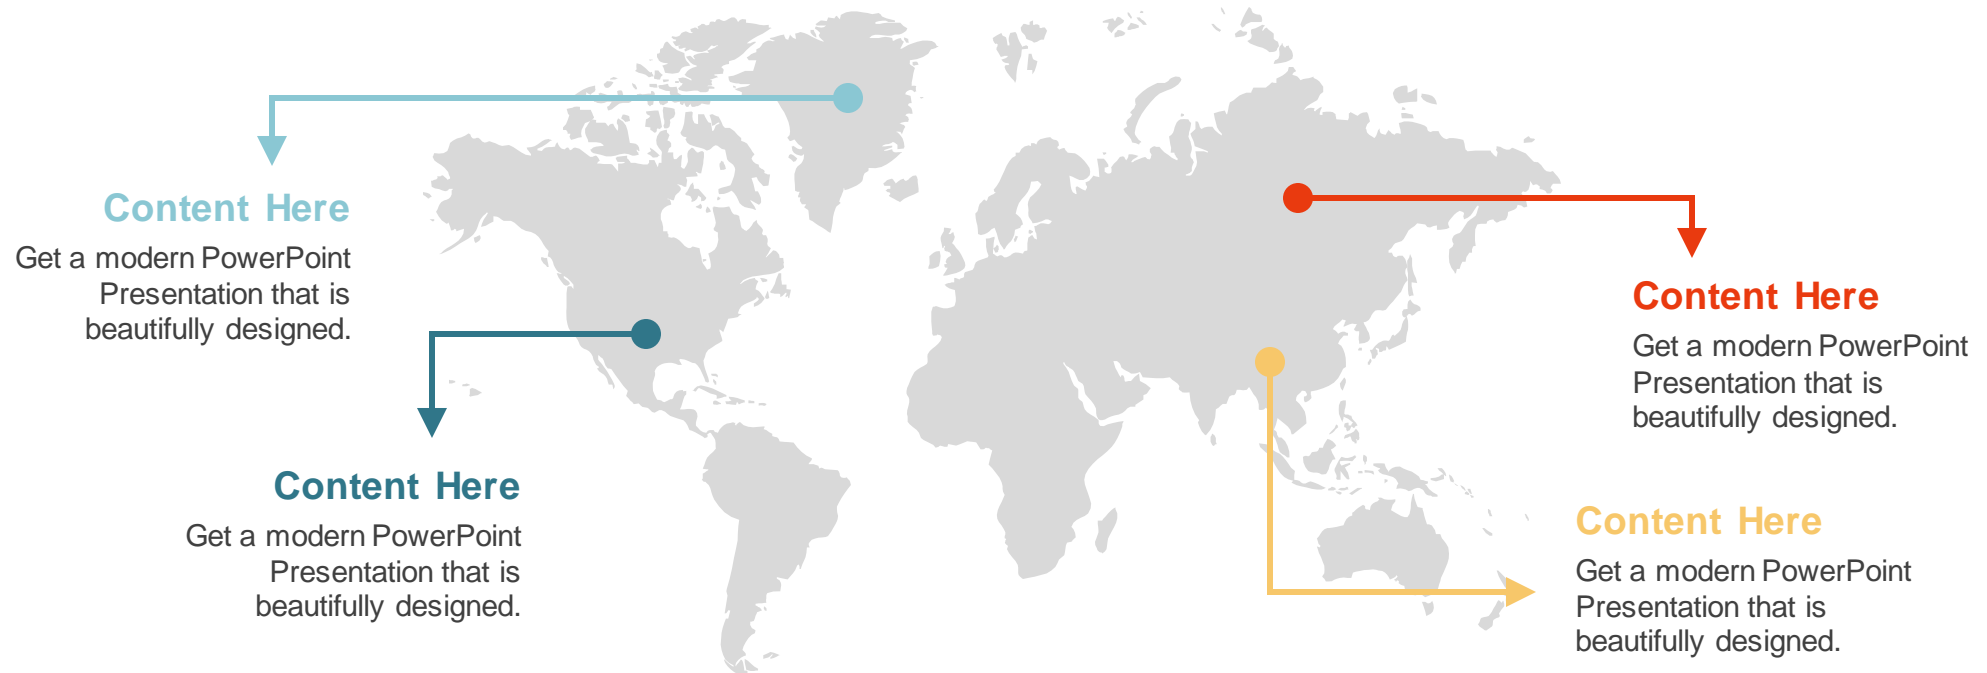 Content Here
Get a modern PowerPoint
Presentation that is
beautifully designed.
Content Here
Get a modern PowerPoint
Presentation that is
beautifully designed.
Content Here
Get a modern PowerPoint
Presentation that is
beautifully designed.
Content Here
Get a modern PowerPoint
Presentation that is
beautifully designed.